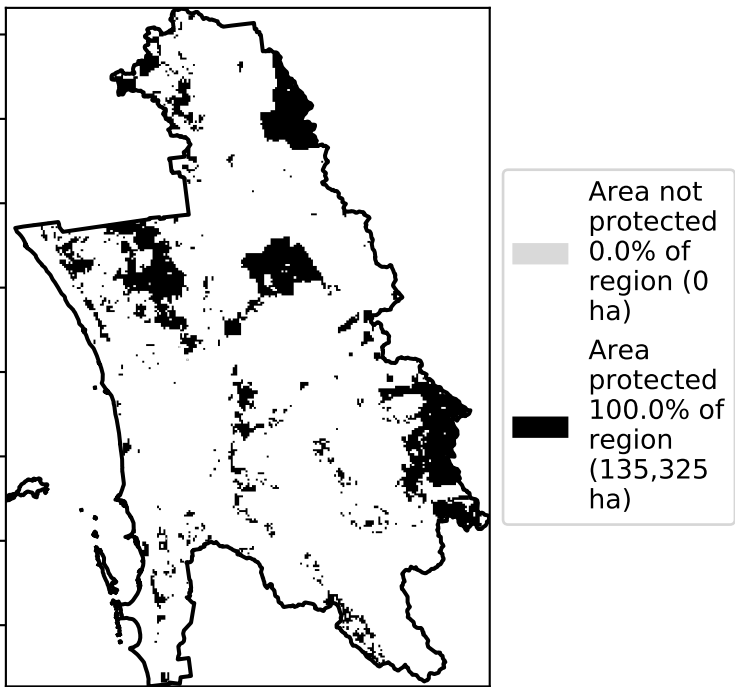 Area not
protected
0.0% of
region (0
ha)
Area
protected
100.0% of
region
(135,325
ha)